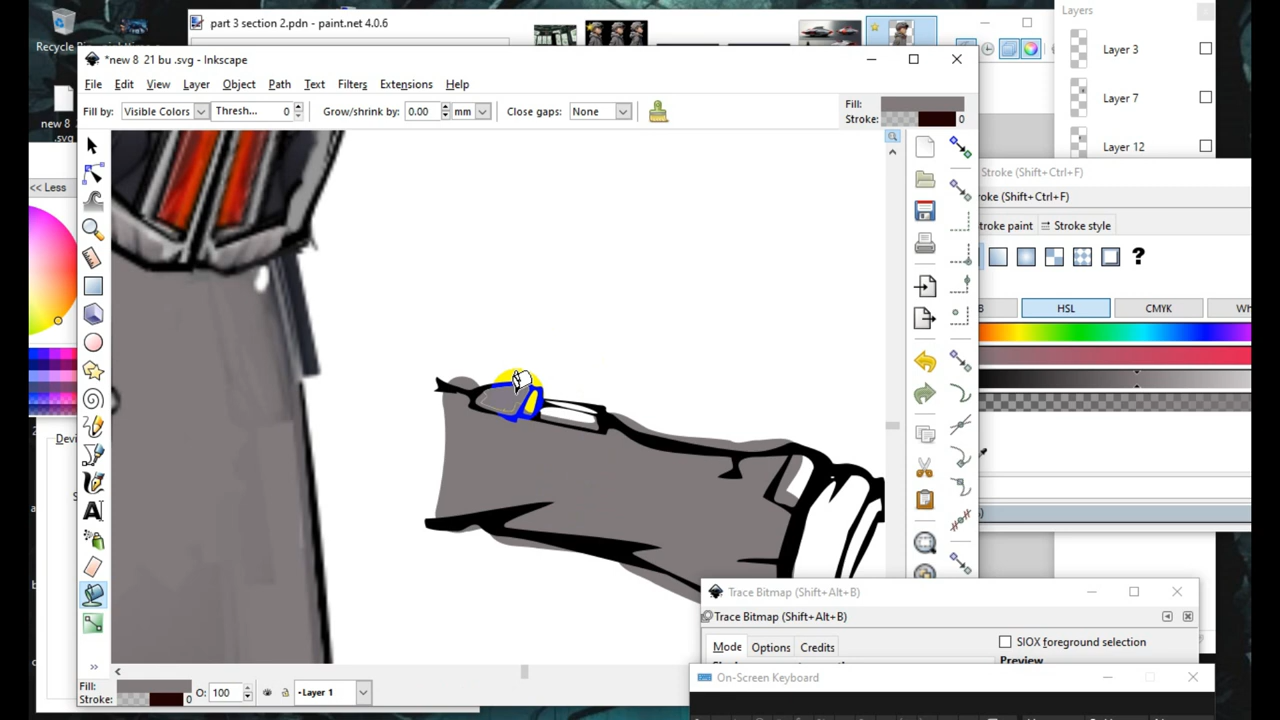 part 3 section 2.pdn - paint.net 4.0.6
Layers
Recycle
Layer 3
*new 8 21 bu .svg - Inkscape
File Edit View Layer Object Path Text Filters Extensions Help
Layer 7
Fill by: Visible Colors Thresh... 0 Grow/shrink by: 0.00 mm Close gaps: None
Fill:
Stroke: 0
new 8
.svg
Layer 12
Stroke (Shift+Ctrl+F)
<< Less
oke (Shift+Ctrl+F)
troke paint Stroke style
?
B HSL CMYK
Devi
Trace Bitmap (Shift+Alt+B)
Trace Bitmap (Shift+Alt+B)
SIOX foreground selection
Mode Options Credits
Preview
On-Screen Keyboard
Fill:
Stroke: 0
O: 100
Layer 1